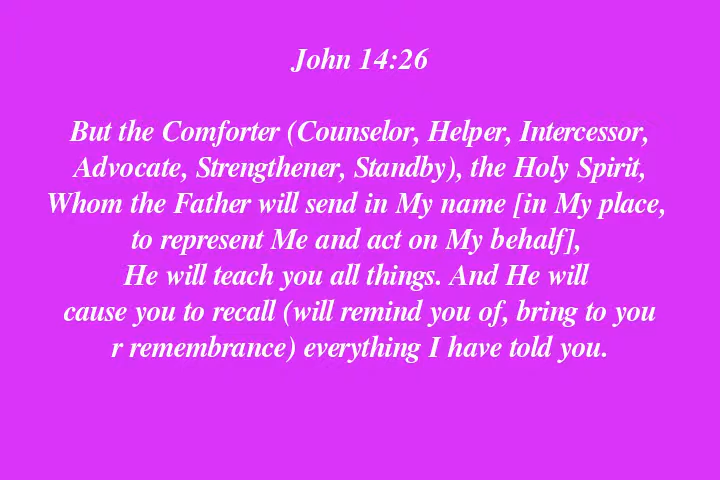 John 14:26
But the Comforter (Counselor, Helper, Intercessor,
Advocate, Strengthener, Standby), the Holy Spirit,
Whom the Father will send in My name [in My place,
to represent Me and act on My behalf],
He will teach you all things. And He will
cause you to recall (will remind you of, bring to you
r remembrance) everything I have told you.